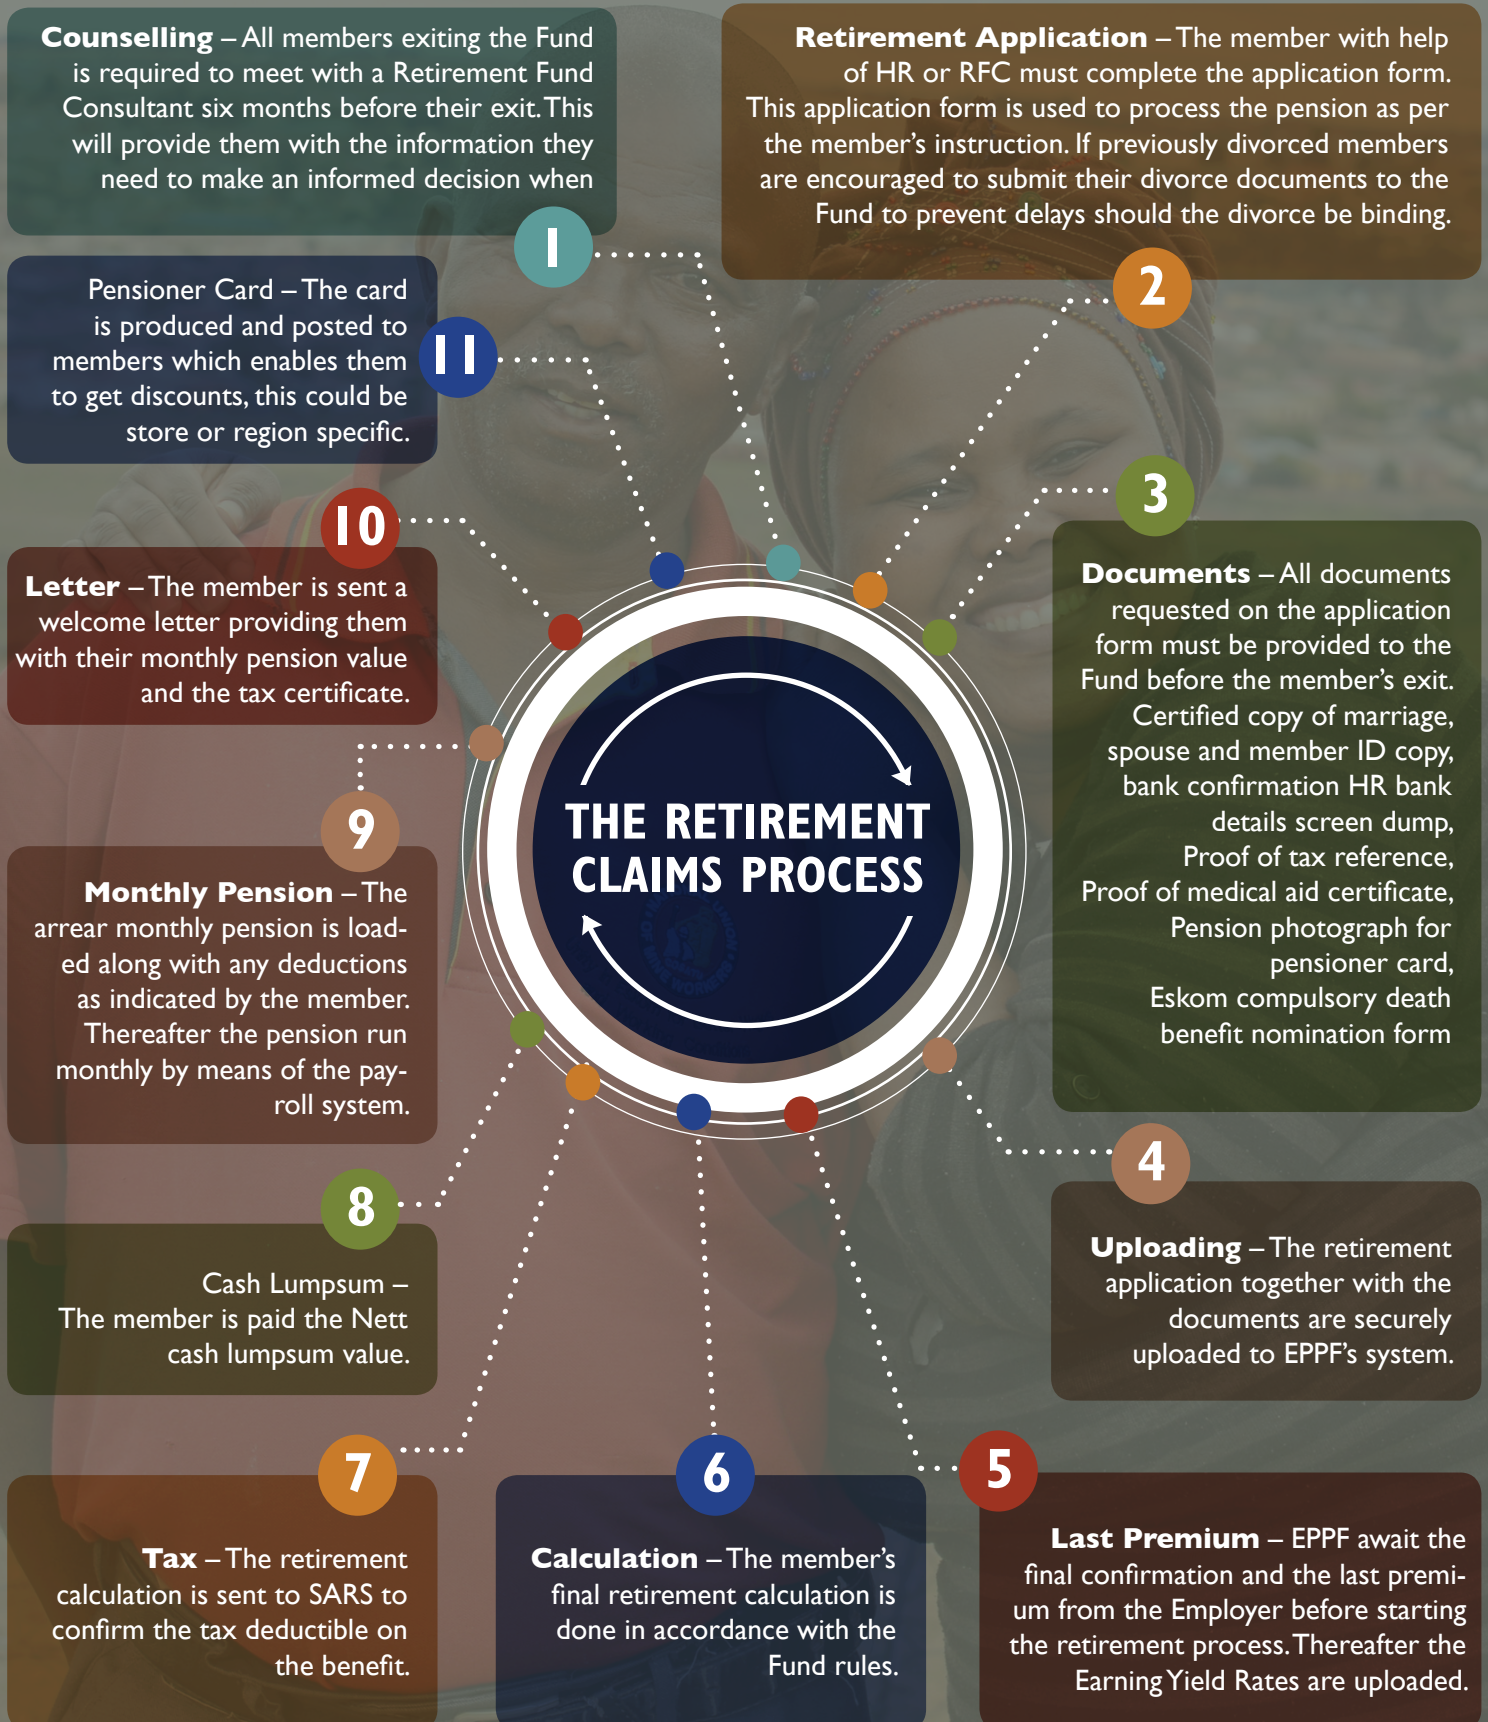 Counselling – All members exiting the Fund
is required to meet with a Retirement Fund
Consultant six months before their exit. This
will provide them with the information they
need to make an informed decision when
1
Retirement Application – The member with help
of HR or RFC must complete the application form.
This application form is used to process the pension as per
the member’s instruction. If previously divorced members
are encouraged to submit their divorce documents to the
Fund to prevent delays should the divorce be binding.
2
3
Documents – All documents
requested on the application
form must be provided to the
Fund before the member’s exit.
Certified copy of marriage,
spouse and member ID copy,
bank confirmation HR bank
details screen dump,
Proof of tax reference,
Proof of medical aid certificate,
Pension photograph for
pensioner card,
Eskom compulsory death
benefit nomination form
4
Uploading – The retirement
application together with the
documents are securely
uploaded to EPPF’s system.
5
Last Premium – EPPF await the
final confirmation and the last premi-
um from the Employer before starting
the retirement process. Thereafter the
Earning Yield Rates are uploaded.
6
Calculation – The member’s
final retirement calculation is
done in accordance with the
Fund rules.
7
Tax – The retirement
calculation is sent to SARS to
confirm the tax deductible on
the benefit.
8
Cash Lumpsum –
The member is paid the Nett
cash lumpsum value.
9
Monthly Pension – The
arrear monthly pension is load-
ed along with any deductions
as indicated by the member.
Thereafter the pension run
monthly by means of the pay-
roll system.
10
Letter – The member is sent a
welcome letter providing them
with their monthly pension value
and the tax certificate.
11
Pensioner Card – The card
is produced and posted to
members which enables them
to get discounts, this could be
store or region specific.
THE RETIREMENT
CLAIMS PROCESS